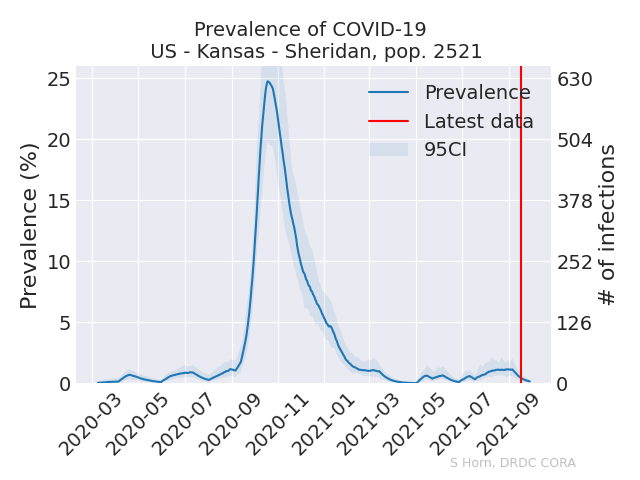 Prevalence of COVID-19
US - Kansas - Sheridan, pop. 2521
Prevalence (%)
25
20
15
10
5
0
630
504
378
252
126
0
# of infections
Prevalence
Latest data
95CI
2020-03
2020-05
2020-07
2020-09
2020-11
2021-01
2021-03
2021-05
2021-07
2021-09
S Horn, DRDC CORA